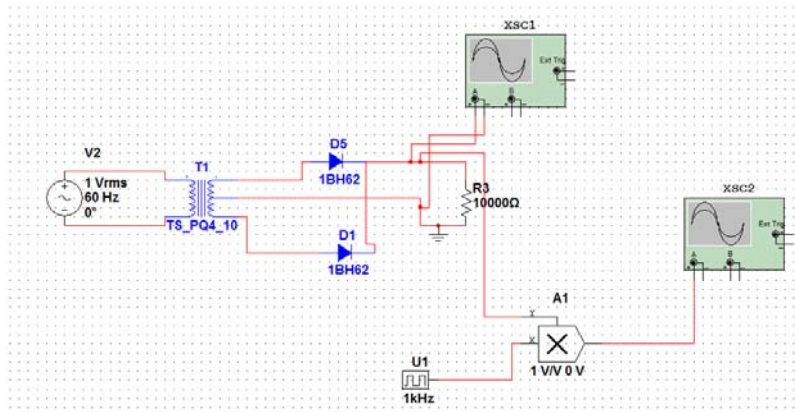 XSC1
Ext Trig
A
B
D5
1BH62
V2
1 Vrms
60 Hz
0°
T1
TS_PQ4_10
R3
10000Ω
D1
1BH62
XSC2
Ext Trig
A
B
A1
Y
X
1 V/V 0 V
U1
1kHz